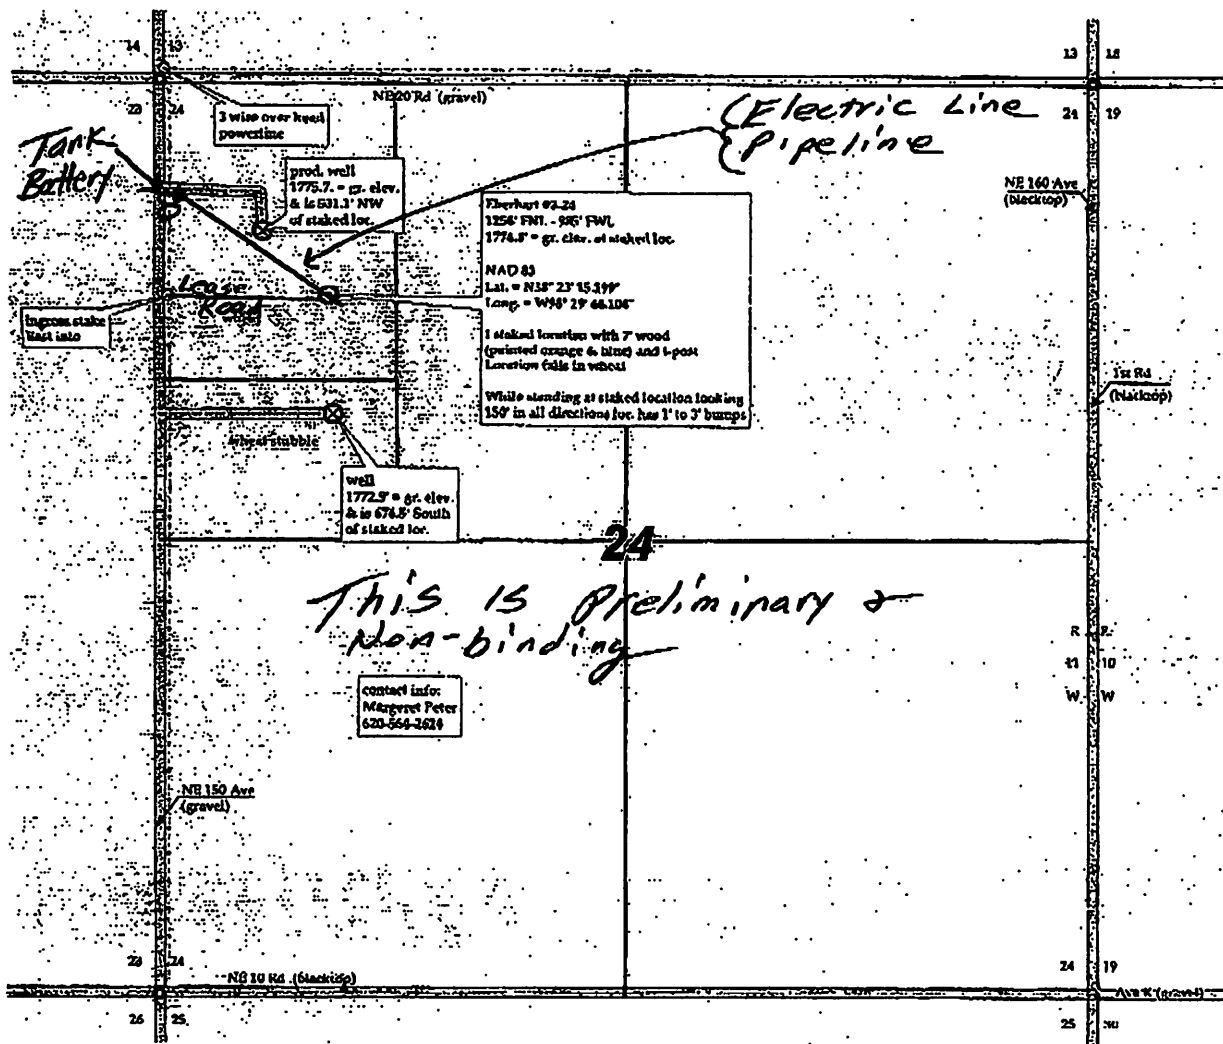 14 13
13 18
23 24
NE 20 Rd (gravel)
3 wire over head
powerline
(Electric Line
Pipeline
24 19
Tank
Battery
prod. well
1775.7. = gr. elev.
& is 531.1' NW
of staked loc.
NE 160 Ave
(blacktop)
Eberhart #2-24
1256' FNL - 985' FWL
1774.8' = gr. elev. at staked loc.
NAD 83
Lat. = N38° 23' 15.199"
Long. = W98° 29'
Lease
Road
ingress stake
East into
1 staked location with 7' wood
(painted orange & blue) and t-post
Location falls in wheat
While standing at staked location looking
150' in all directions loc. has 1' to 3' bumps
1st Rd
(blacktop)
wheat stubble
well
1772.9' = gr. elev.
& is 674.5' South
of staked loc.
24
This is Preliminary &
Non-binding
R R
11 10
W W
contact info:
Margeret Peter
620-564-2624
NE 150 Ave
(gravel)
23 24
NE 10 Rd (blacktop)
24 19
Ave K (gravel)
26 25
25 30